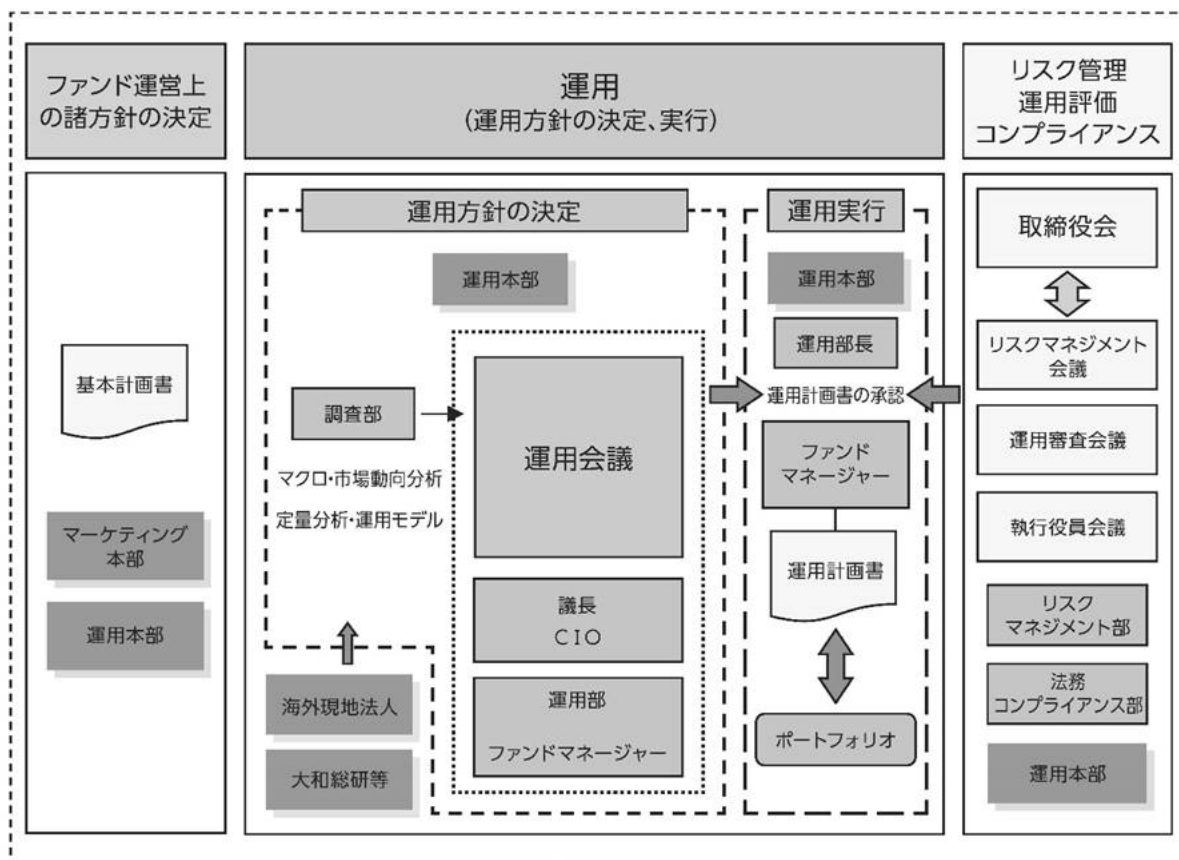 ファンド運営上
の諸方針の決定
運用
(運用方針の決定、実行)
リスク管理
運用評価
コンプライアンス
基本計画書
マーケティング
本部
運用本部
運用方針の決定
運用本部
調査部
マクロ・市場動向分析
定量分析・運用モデル
運用会議
議長
CIO
運用部
ファンドマネージャー
海外現地法人
大和総研等
運用実行
運用本部
運用部長
運用計画書の承認
ファンド
マネージャー
運用計画書
ポートフォリオ
取締役会
リスクマネジメント
会議
運用審査会議
執行役員会議
リスク
マネジメント部
法務
コンプライアンス部
運用本部